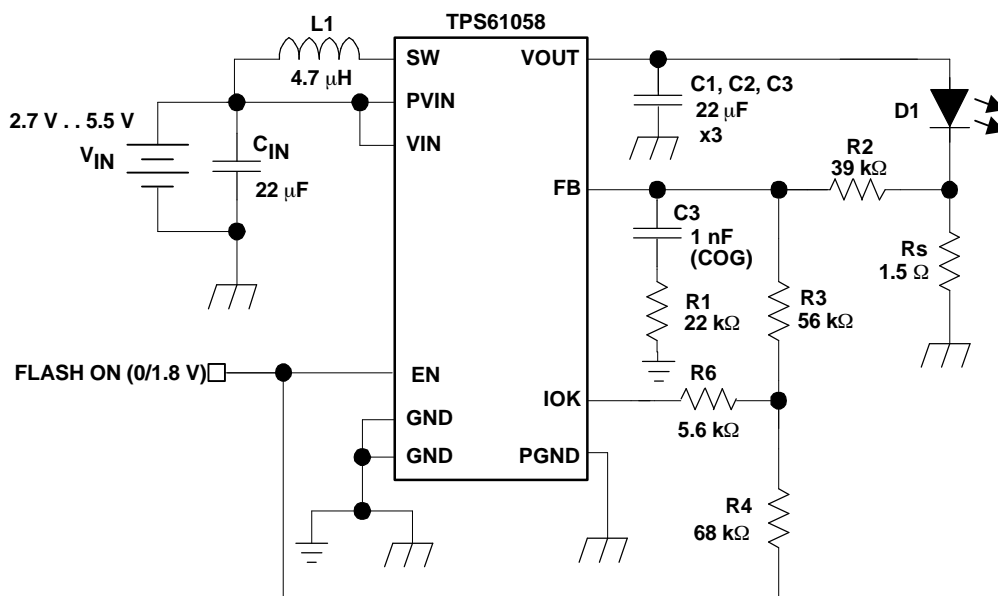 TPS61058
L1
4.7 μH
SW
VOUT
C1, C2, C3
22 μF
x3
D1
PVIN
2.7 V . . 5.5 V
VIN
CIN
22 μF
VIN
R2
39 kΩ
FB
C3
1 nF
(COG)
Rs
1.5 Ω
R1
22 kΩ
R3
56 kΩ
FLASH ON (0/1.8 V)
EN
R6
5.6 kΩ
IOK
GND
GND
PGND
R4
68 kΩ